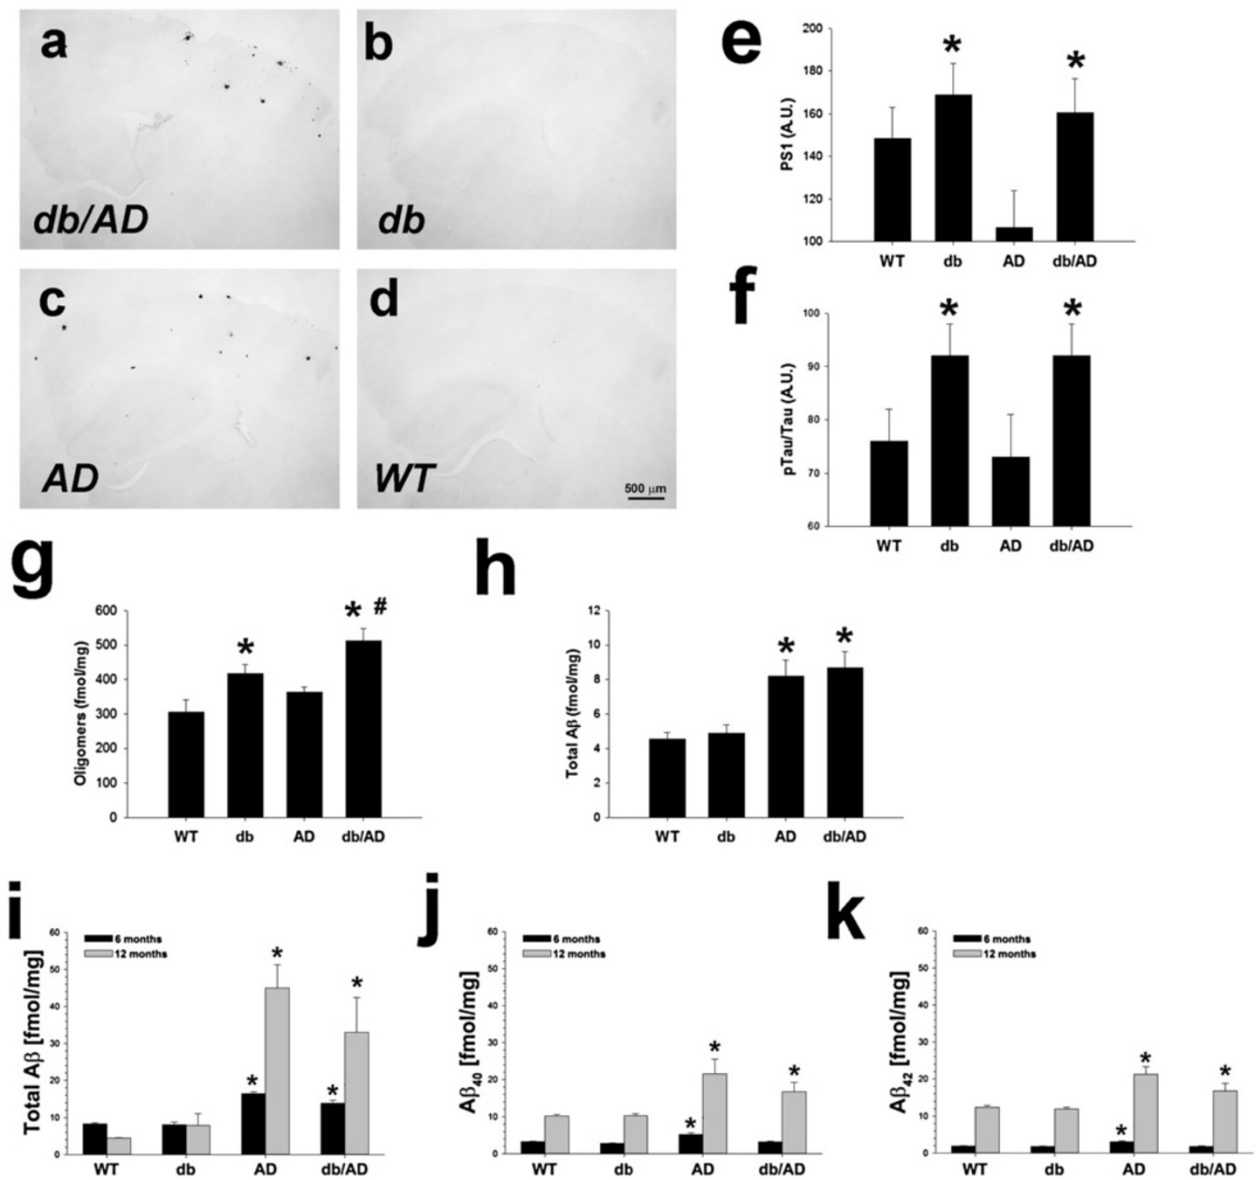 a
db/AD
b
db
c
AD
d
WT
500 μm
e
PS1 (A.U.)
200
180
160
140
120
100
*
*
WT db AD db/AD
f
pTau/Tau (A.U.)
100
90
80
70
60
*
*
WT db AD db/AD
g
Oligomers (fmol/mg)
600
500
400
300
200
100
0
*
* #
WT db AD db/AD
h
Total Aβ (fmol/mg)
12
10
8
6
4
2
0
*
*
WT db AD db/AD
i
Total Aβ [fmol/mg]
60
50
40
30
20
10
0
6 months
12 months
*
*
*
*
WT db AD db/AD
j
Aβ40 [fmol/mg]
60
50
40
30
20
10
0
6 months
12 months
*
*
*
WT db AD db/AD
k
Aβ42 [fmol/mg]
60
50
40
30
20
10
0
6 months
12 months
*
*
*
WT db AD db/AD